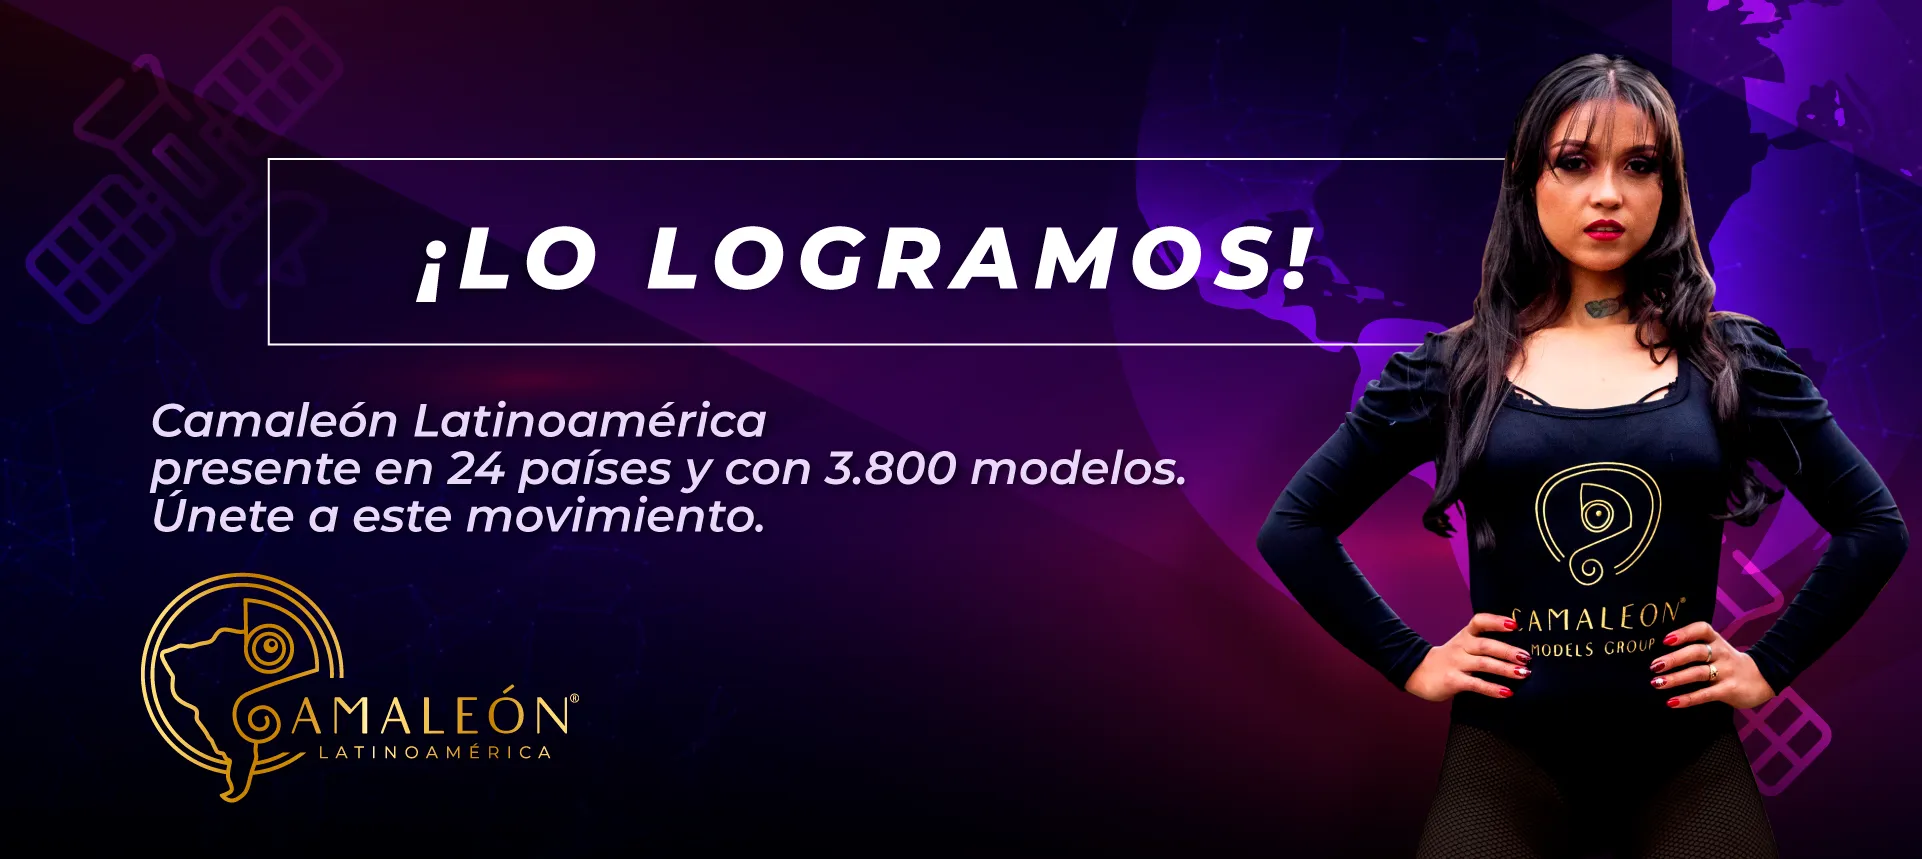 ¡LO LOGRAMOS!
Camaleón Latinoamérica
presente en 24 países y con 3.800 modelos.
Únete a este movimiento.
CAMALEÓN®
LATINOAMÉRICA
CAMALEON®
MODELS GROUP